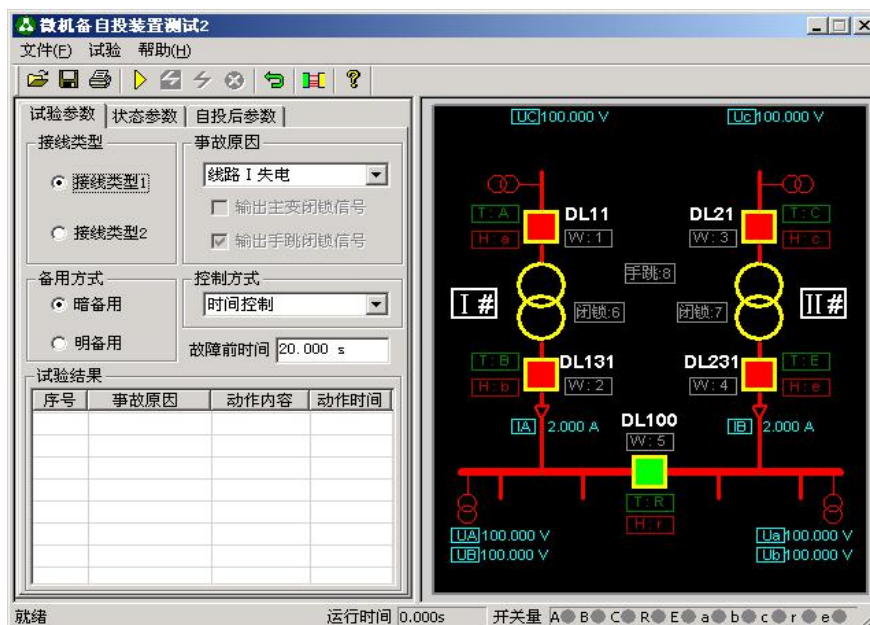 微机备自投装置测试2
文件(F) 试验 帮助(H)
试验参数 状态参数 自投后参数
接线类型
接线类型1
接线类型2
事故原因
线路Ⅰ失电
输出主变闭锁信号
输出手跳闭锁信号
备用方式
暗备用
明备用
控制方式
时间控制
故障前时间 20.000 s
试验结果
序号 事故原因 动作内容 动作时间
UC 100.000 V Uc 100.000 V
T:A DL11 DL21 T:C
H:a W:1 W:3 H:c
手跳:8
Ⅰ# 闭锁:6 闭锁:7 Ⅱ#
T:B DL131 DL231 T:E
H:b W:2 W:4 H:e
IA 2.000 A DL100 IB 2.000 A
W:5
T:R
H:r
UA 100.000 V Ua 100.000 V
UB 100.000 V Ub 100.000 V
就绪 运行时间 0.000s 开关量 A B C R E a b c r e